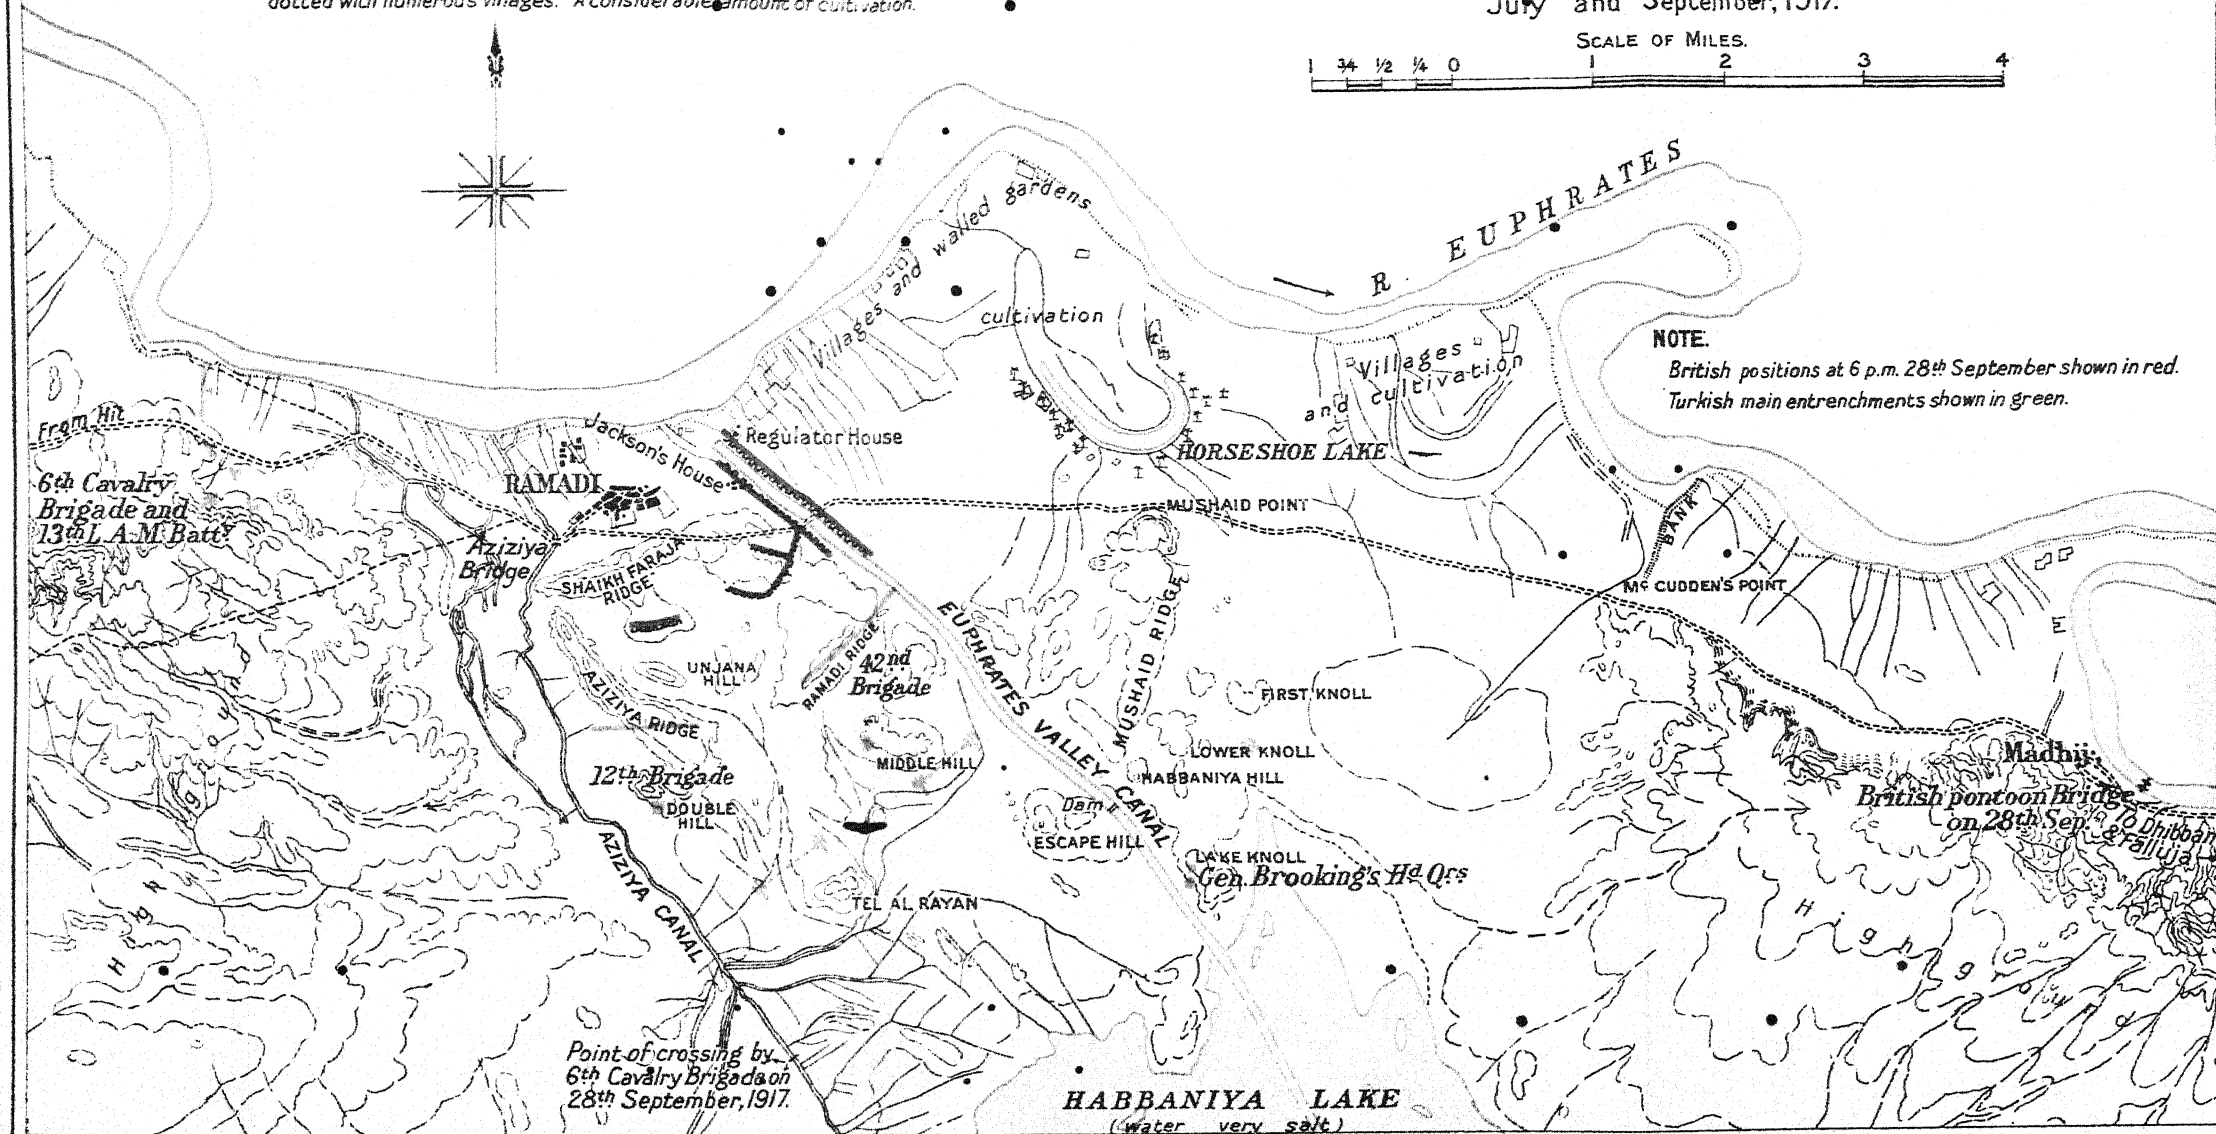 dotted with numerous villages. A considerable amount of cultivation.
July and September, 1917.
SCALE OF MILES.
1 3/4 1/2 1/4 0 1 2 3 4
R. EUPHRATES
Villages and walled gardens
cultivation
NOTE:
British positions at 6 p.m. 28th September shown in red.
Turkish main entrenchments shown in green.
Villages
and cultivation
From Hit
Jackson's House
Regulator House
HORSESHOE LAKE
6th Cavalry
Brigade and
13th L.A.M. Batty
RAMADI
MUSHAID POINT
BANK
Aziziya
Bridge
SHAIKH FARAJA
RIDGE
McCUDDEN'S POINT
EUPHRATES VALLEY CANAL
MUSHAID RIDGE
UNJANA
HILL
RAMADI RIDGE
42nd
Brigade
AZIZIYA RIDGE
FIRST KNOLL
LOWER KNOLL
MIDDLE HILL
HABBANIYA HILL
Madhij
12th Brigade
DOUBLE
HILL
Dam
British pontoon Bridge
on 28th Sep.
To Dhibban
& Falluja
ESCAPE HILL
LAKE KNOLL
Gen. Brooking's Hd Qrs
AZIZIYA CANAL
TEL AL RAYAN
High ground
High ground
Point of crossing by
6th Cavalry Brigade on
28th September, 1917.
HABBANIYA LAKE
(water very salt)